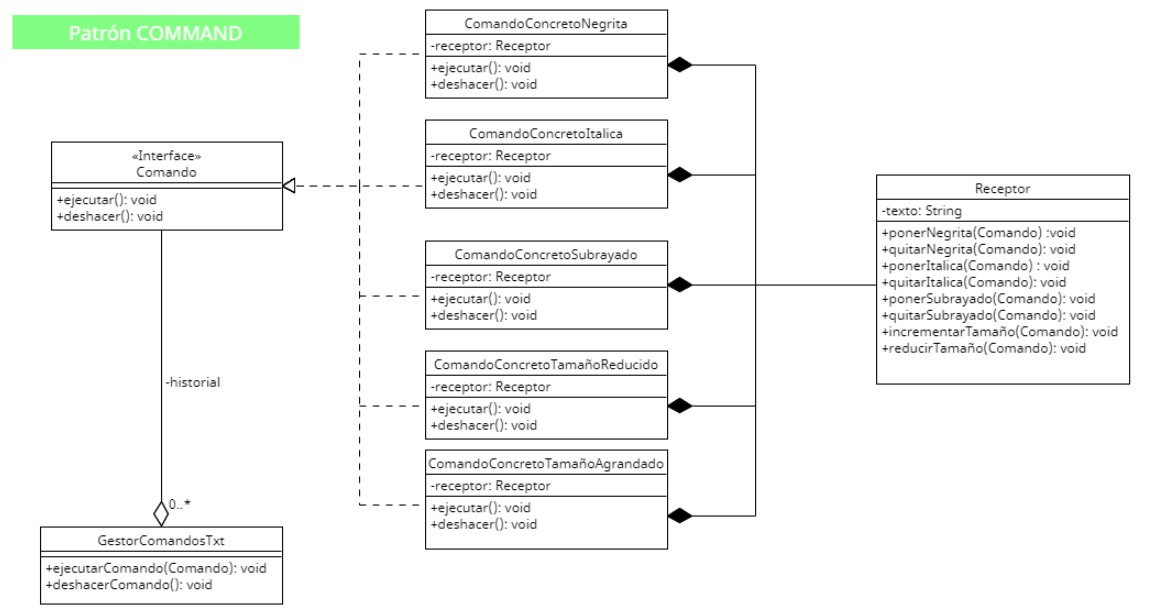 Patrón COMMAND
«Interface»
Comando
+ejecutar(): void
+deshacer(): void
-historial
0..*
GestorComandosTxt
+ejecutarComando(Comando): void
+deshacerComando(): void
ComandoConcretoNegrita
-receptor: Receptor
+ejecutar(): void
+deshacer(): void
ComandoConcretoItalica
-receptor: Receptor
+ejecutar(): void
+deshacer(): void
ComandoConcretoSubrayado
-receptor: Receptor
+ejecutar(): void
+deshacer(): void
ComandoConcretoTamañoReducido
-receptor: Receptor
+ejecutar(): void
+deshacer(): void
ComandoConcretoTamañoAgrandado
-receptor: Receptor
+ejecutar(): void
+deshacer(): void
Receptor
-texto: String
+ponerNegrita(Comando) :void
+quitarNegrita(Comando): void
+ponerItalica(Comando) : void
+quitarItalica(Comando): void
+ponerSubrayado(Comando): void
+quitarSubrayado(Comando): void
+incrementarTamaño(Comando): void
+reducirTamaño(Comando): void